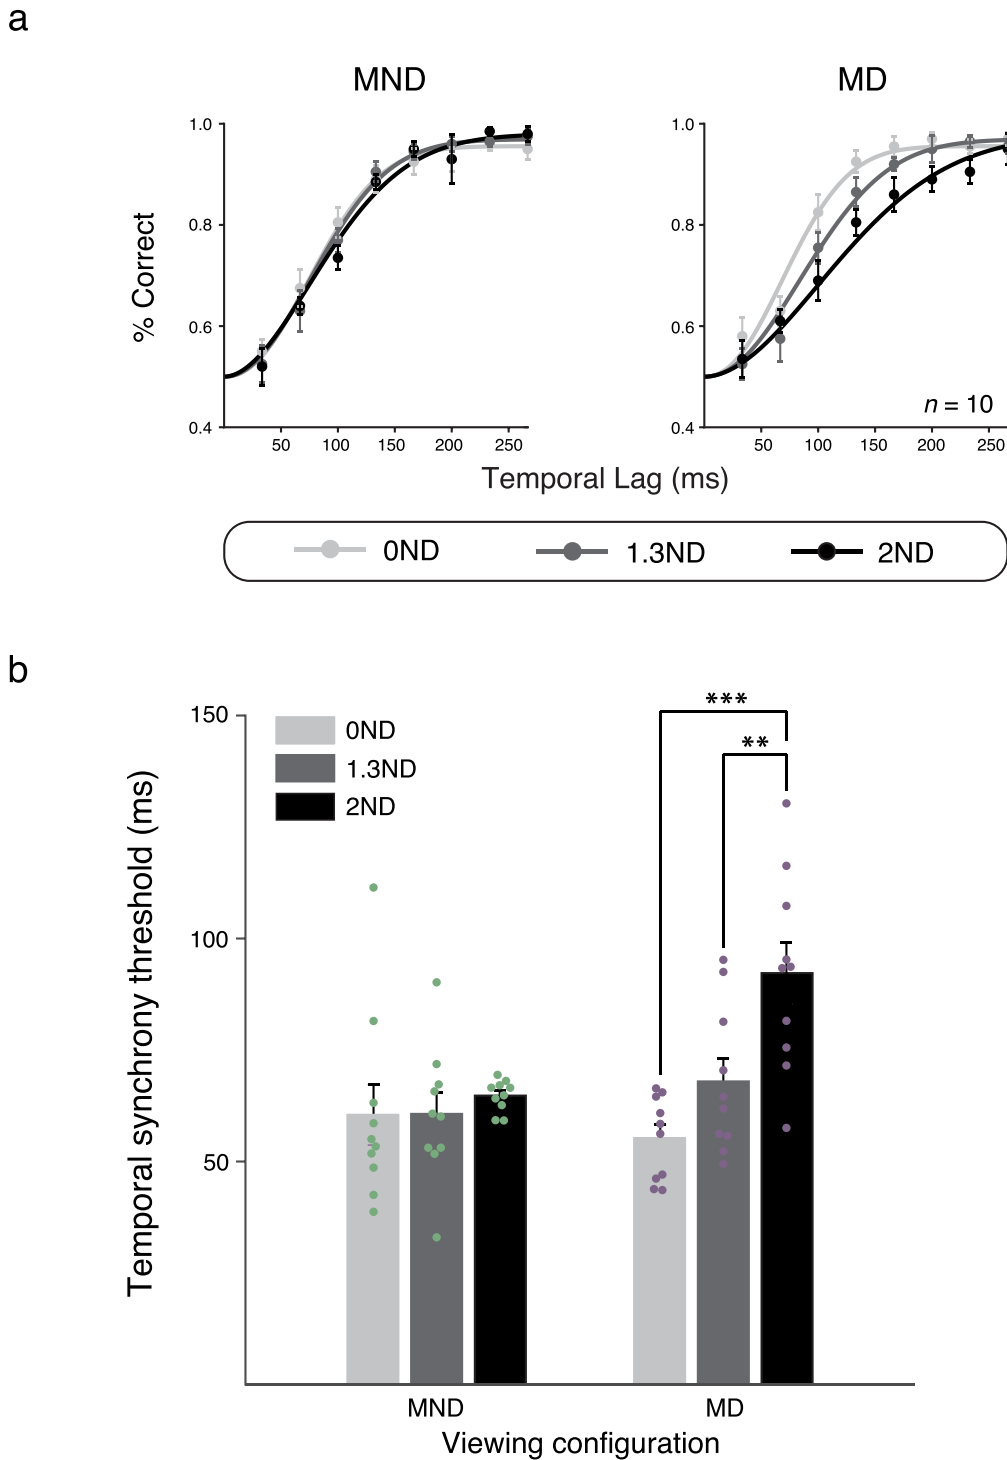 a
MND
MD
1.0
0.8
0.6
0.4
% Correct
50 100 150 200 250
1.0
0.8
0.6
0.4
n = 10
50 100 150 200 250
Temporal Lag (ms)
0ND 1.3ND 2ND
b
150
100
50
Temporal synchrony threshold (ms)
0ND
1.3ND
2ND
***
**
MND MD
Viewing configuration